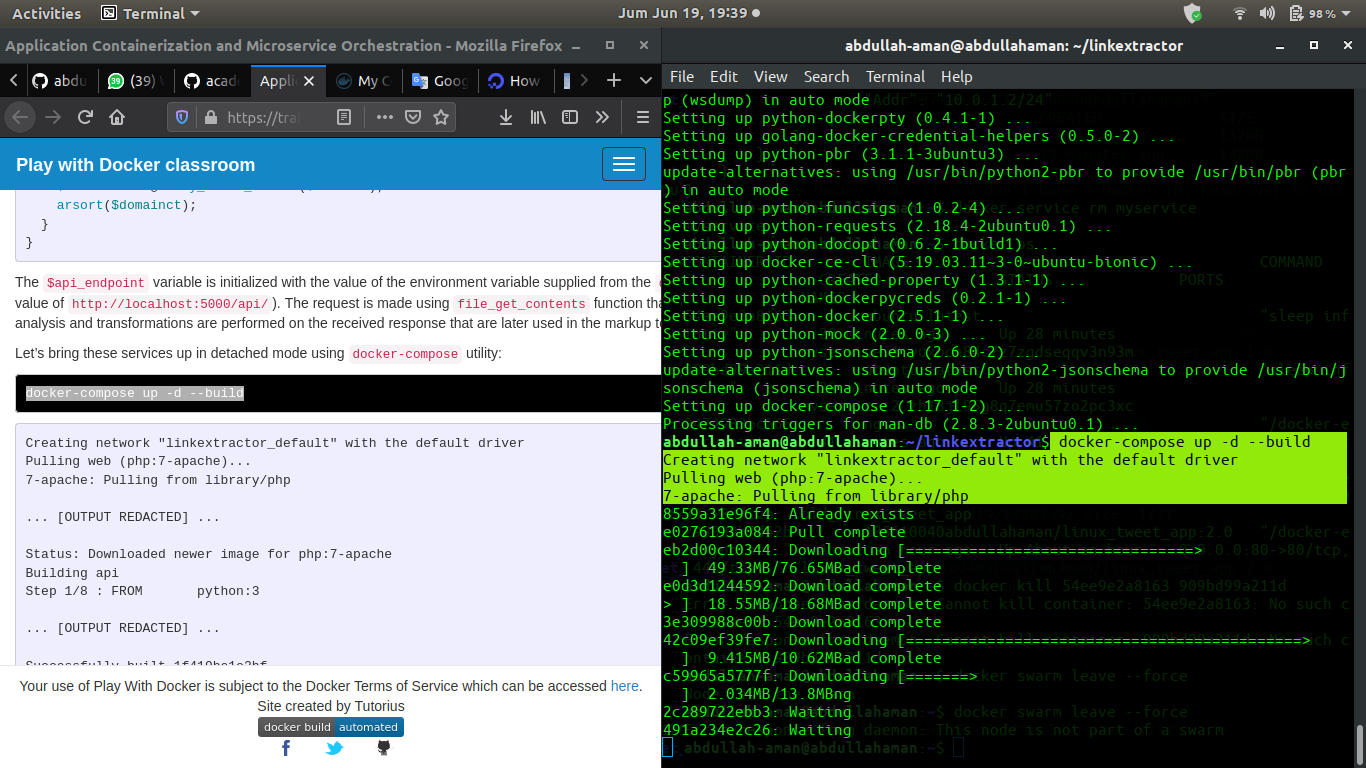 Activities Terminal Jum Jun 19, 19:39 98%
Application Containerization and Microservice Orchestration - Mozilla Firefox
abdu (39) acade Appli My C Goog How
https://trai
Play with Docker classroom
arsort($domainct);
}
}
The $api_endpoint variable is initialized with the value of the environment variable supplied from the
value of http://localhost:5000/api/ ). The request is made using file_get_contents function tha
analysis and transformations are performed on the received response that are later used in the markup to
Let's bring these services up in detached mode using docker-compose utility:
docker-compose up -d --build
Creating network "linkextractor_default" with the default driver
Pulling web (php:7-apache)...
7-apache: Pulling from library/php
... [OUTPUT REDACTED] ...
Status: Downloaded newer image for php:7-apache
Building api
Step 1/8 : FROM python:3
... [OUTPUT REDACTED] ...
Your use of Play With Docker is subject to the Docker Terms of Service which can be accessed here.
Site created by Tutorius
docker build automated
abdullah-aman@abdullahaman: ~/linkextractor
File Edit View Search Terminal Help
p (wsdump) in auto mode
Setting up python-dockerpty (0.4.1-1) ...
Setting up golang-docker-credential-helpers (0.5.0-2) ...
Setting up python-pbr (3.1.1-3ubuntu3) ...
update-alternatives: using /usr/bin/python2-pbr to provide /usr/bin/pbr (pbr
) in auto mode
Setting up python-funcsigs (1.0.2-4) ...
Setting up python-requests (2.18.4-2ubuntu0.1) ...
Setting up python-docopt (0.6.2-1build1) ...
Setting up docker-ce-cli (5:19.03.11~3-0~ubuntu-bionic) ...
Setting up python-cached-property (1.3.1-1) ...
Setting up python-dockerpycreds (0.2.1-1) ...
Setting up python-docker (2.5.1-1) ...
Setting up python-mock (2.0.0-3) ...
Setting up python-jsonschema (2.6.0-2) ...
update-alternatives: using /usr/bin/python2-jsonschema to provide /usr/bin/j
sonschema (jsonschema) in auto mode
Setting up docker-compose (1.17.1-2) ...
Processing triggers for man-db (2.8.3-2ubuntu0.1) ...
abdullah-aman@abdullahaman:~/linkextractor$ docker-compose up -d --build
Creating network "linkextractor_default" with the default driver
Pulling web (php:7-apache)...
7-apache: Pulling from library/php
8559a31e96f4: Already exists
e0276193a084: Pull complete
eb2d00c10344: Downloading [================================>
] 49.33MB/76.65MBad complete
e0d3d1244592: Download complete
> ] 18.55MB/18.68MBad complete
3e309988c00b: Download complete
42c09ef39fe7: Downloading [============================================>
] 9.415MB/10.62MBad complete
c59965a5777f: Downloading [=======>
] 2.034MB/13.8MBng
2c289722ebb3: Waiting
491a234e2c26: Waiting